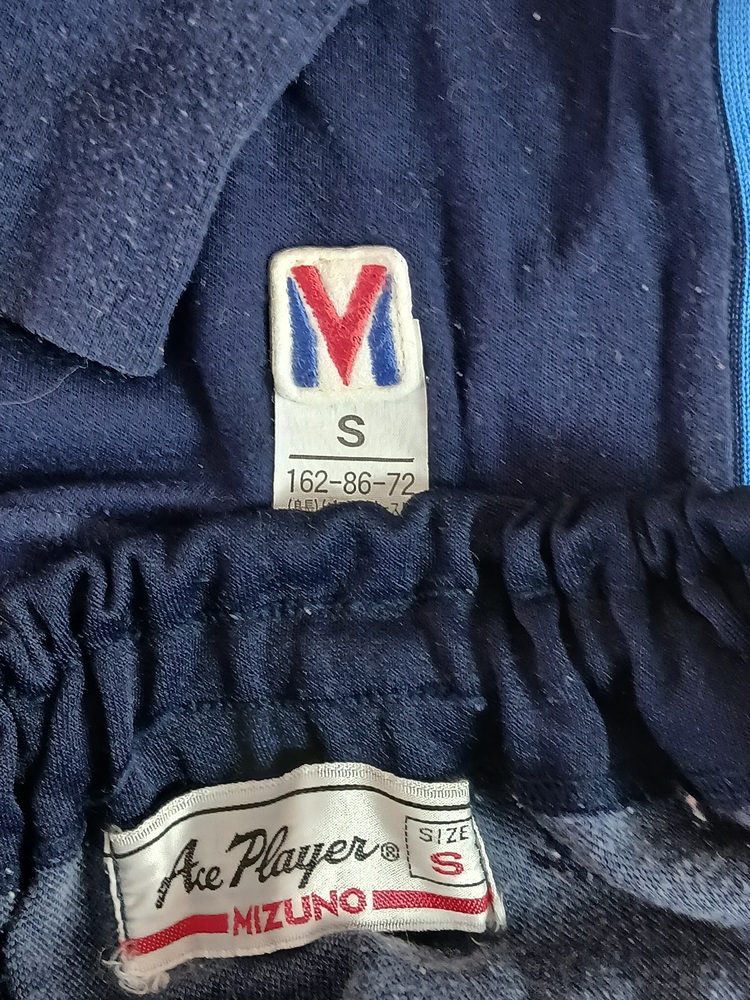 M
S
162-86-72
Ace Player®
SIZE
S
MIZUNO